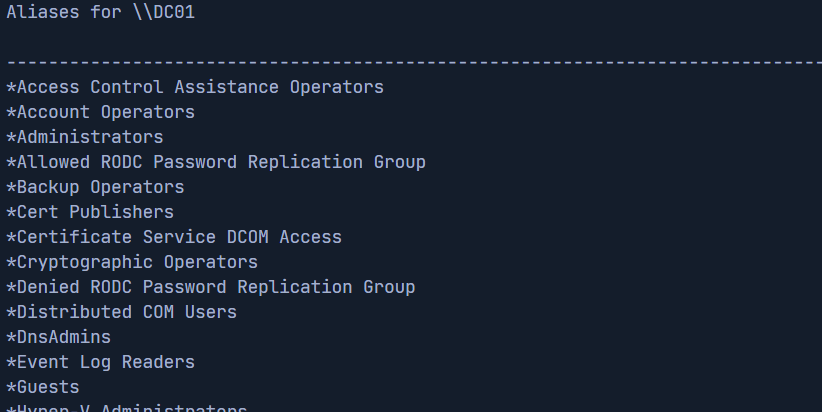 Aliases for \\DC01
-------------------------------------------------------------------------------
*Access Control Assistance Operators
*Account Operators
*Administrators
*Allowed RODC Password Replication Group
*Backup Operators
*Cert Publishers
*Certificate Service DCOM Access
*Cryptographic Operators
*Denied RODC Password Replication Group
*Distributed COM Users
*DnsAdmins
*Event Log Readers
*Guests
*Hyper-V Administrators